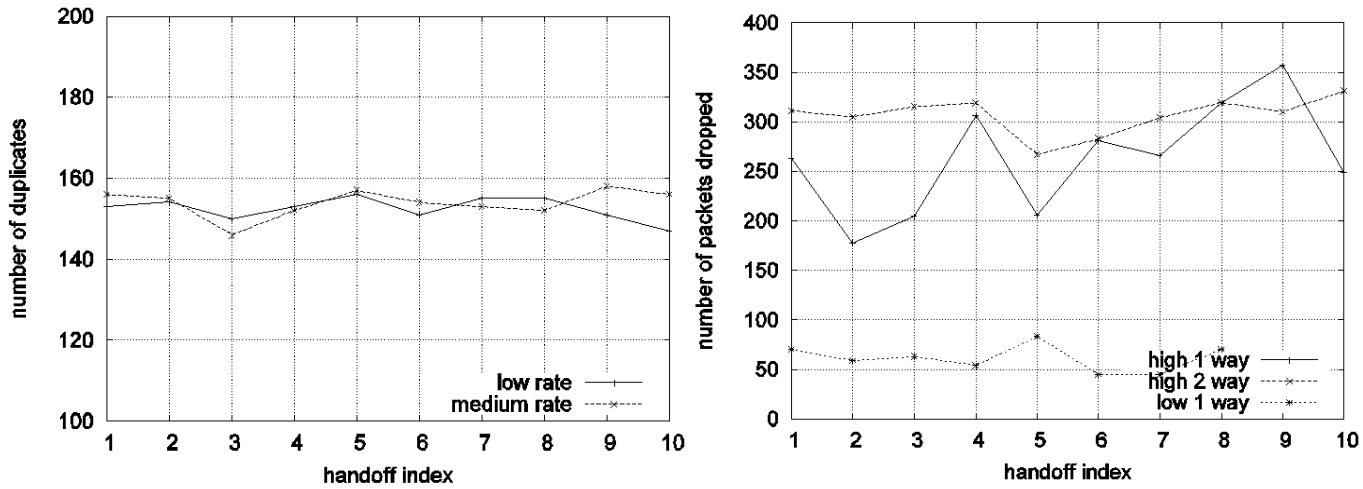 200
180
160
140
120
100
number of duplicates
low rate
medium rate
1 2 3 4 5 6 7 8 9 10
handoff index
400
350
300
250
200
150
100
50
0
number of packets dropped
high 1 way
high 2 way
low 1 way
1 2 3 4 5 6 7 8 9 10
handoff index